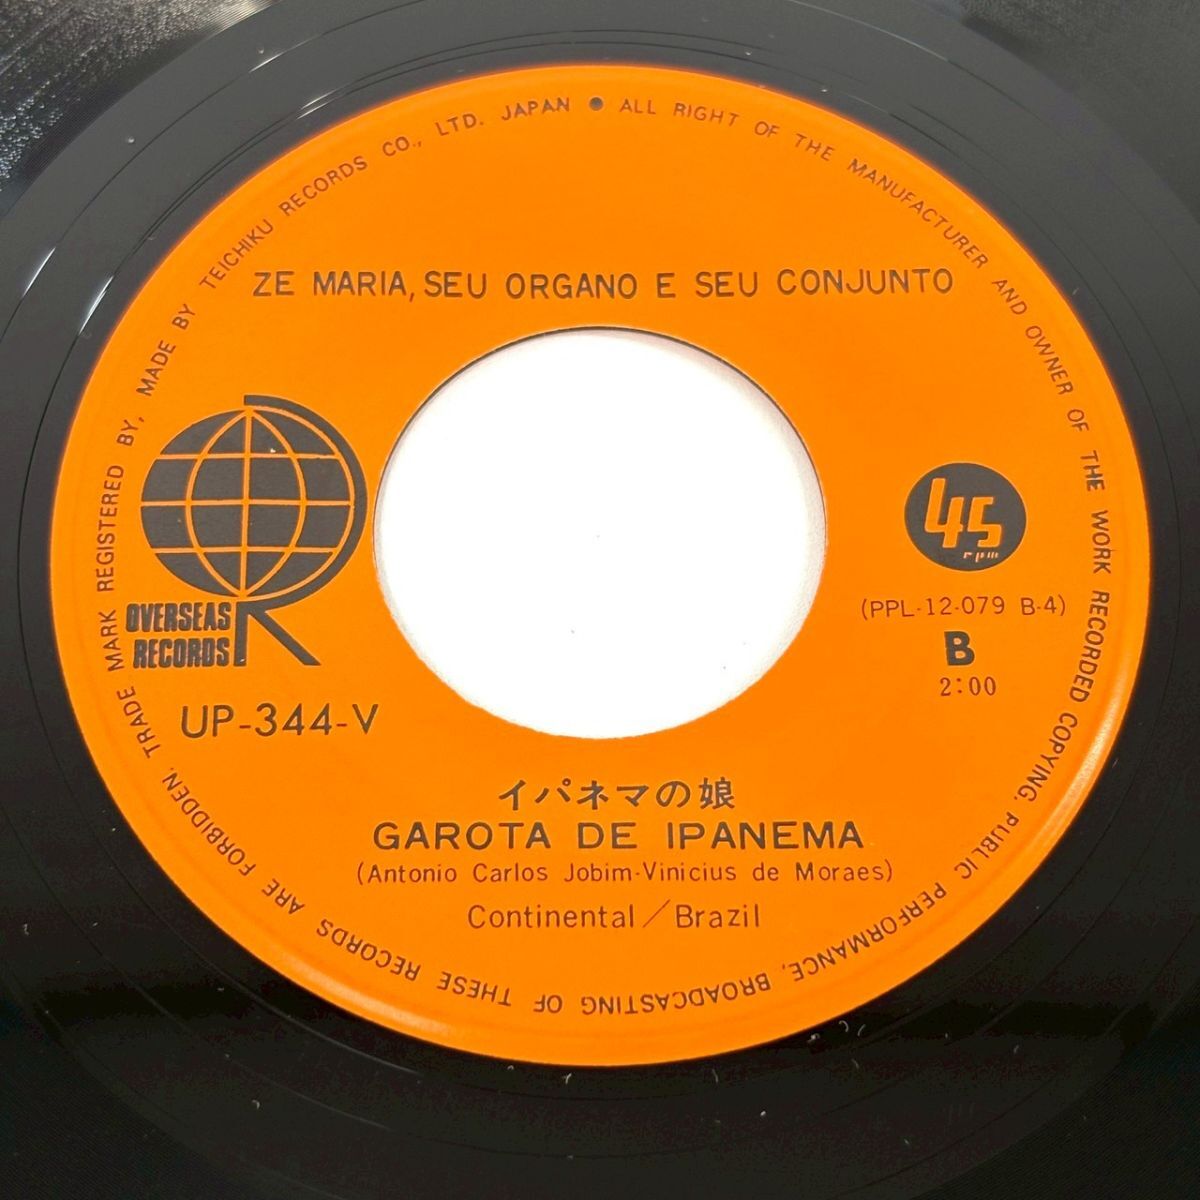 TRADE MARK REGISTERED BY, MADE BY TEICHIKU RECORDS CO., LTD. JAPAN ● ALL RIGHT OF THE MANUFACTURER AND OWNER OF THE WORK RECORDED COPYING, PUBLIC PERFORMANCE, BROADCASTING OF THESE RECORDS ARE FORBIDDEN.
ZE MARIA, SEU ORGANO E SEU CONJUNTO
OVERSEAS
RECORDS
R
UP-344-V
45
rpm
(PPL-12-079 B-4)
B
2:00
イパネマの娘
GAROTA DE IPANEMA
(Antonio Carlos Jobim-Vinicius de Moraes)
Continental／Brazil